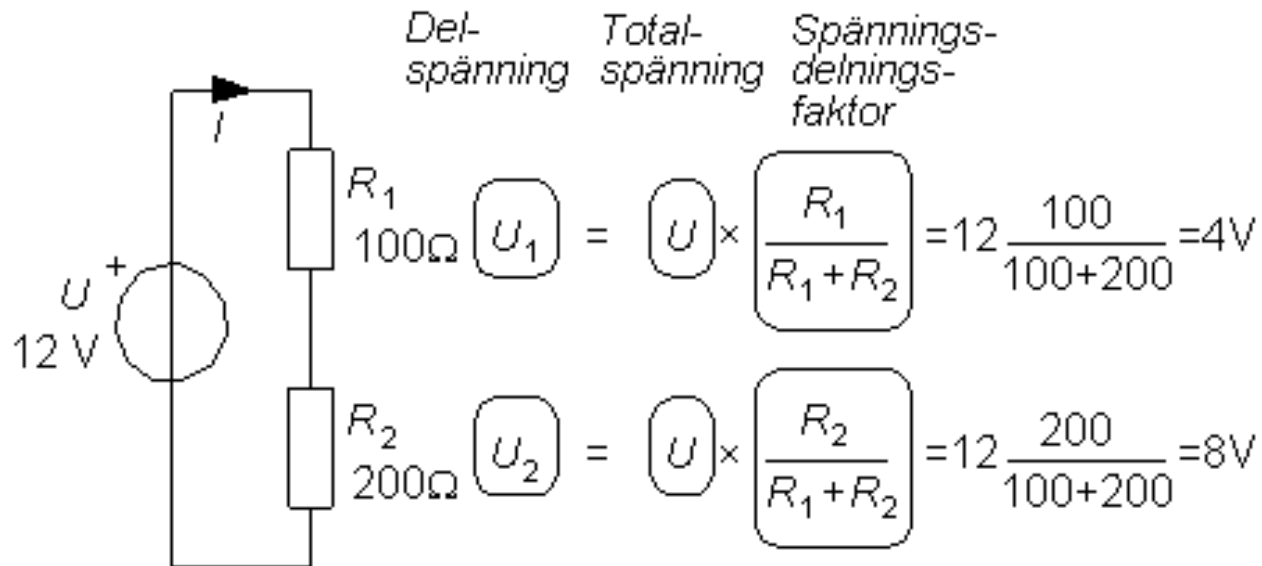 Del-
spänning
Total-
spänning
Spännings-
delnings-
faktor
I
U +
12 V
R₁
100Ω
U₁ = U × R₁/(R₁+R₂) =12 100/(100+200) =4V
R₂
200Ω
U₂ = U × R₂/(R₁+R₂) =12 200/(100+200) =8V